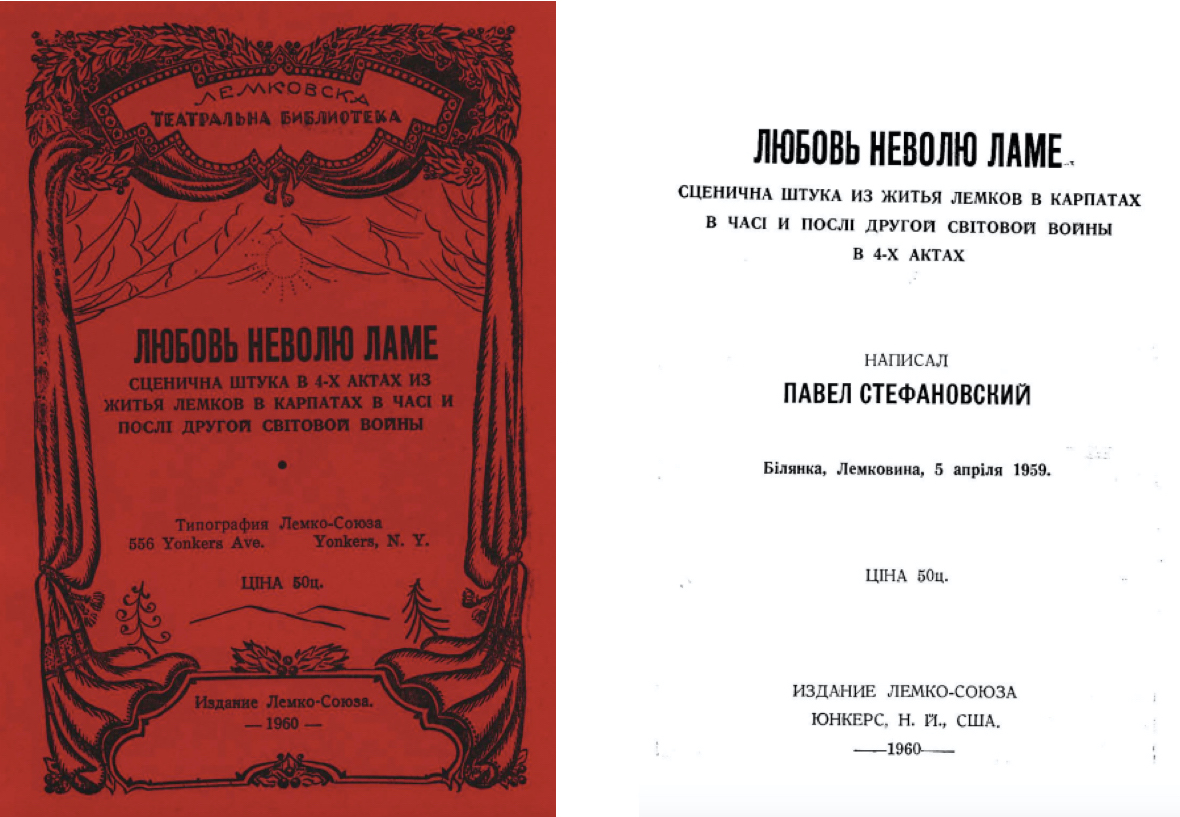 ЛЕМКОВСКА
ТЕАТРАЛЬНА БИБЛИОТЕКА
ЛЮБОВЬ НЕВОЛЮ ЛАМЕ
СЦЕНИЧНА ШТУКА В 4-Х АКТАХ ИЗ
ЖИТЬЯ ЛЕМКОВ В КАРПАТАХ В ЧАСІ И
ПОСЛІ ДРУГОЙ СВІТОВОЙ ВОЙНЫ
Типография Лемко-Союза
556 Yonkers Ave. Yonkers, N. Y.
ЦІНА 50ц.
Издание Лемко-Союза.
— 1960 —
ЛЮБОВЬ НЕВОЛЮ ЛАМЕ
СЦЕНИЧНА ШТУКА ИЗ ЖИТЬЯ ЛЕМКОВ В КАРПАТАХ
В ЧАСІ И ПОСЛІ ДРУГОЙ СВІТОВОЙ ВОЙНЫ
В 4-Х АКТАХ
НАПИСАЛ
ПАВЕЛ СТЕФАНОВСКИЙ
Білянка, Лемковина, 5 апріля 1959.
ЦІНА 50ц.
ИЗДАНИЕ ЛЕМКО-СОЮЗА
ЮНКЕРС, Н. Й., США.
——1960——